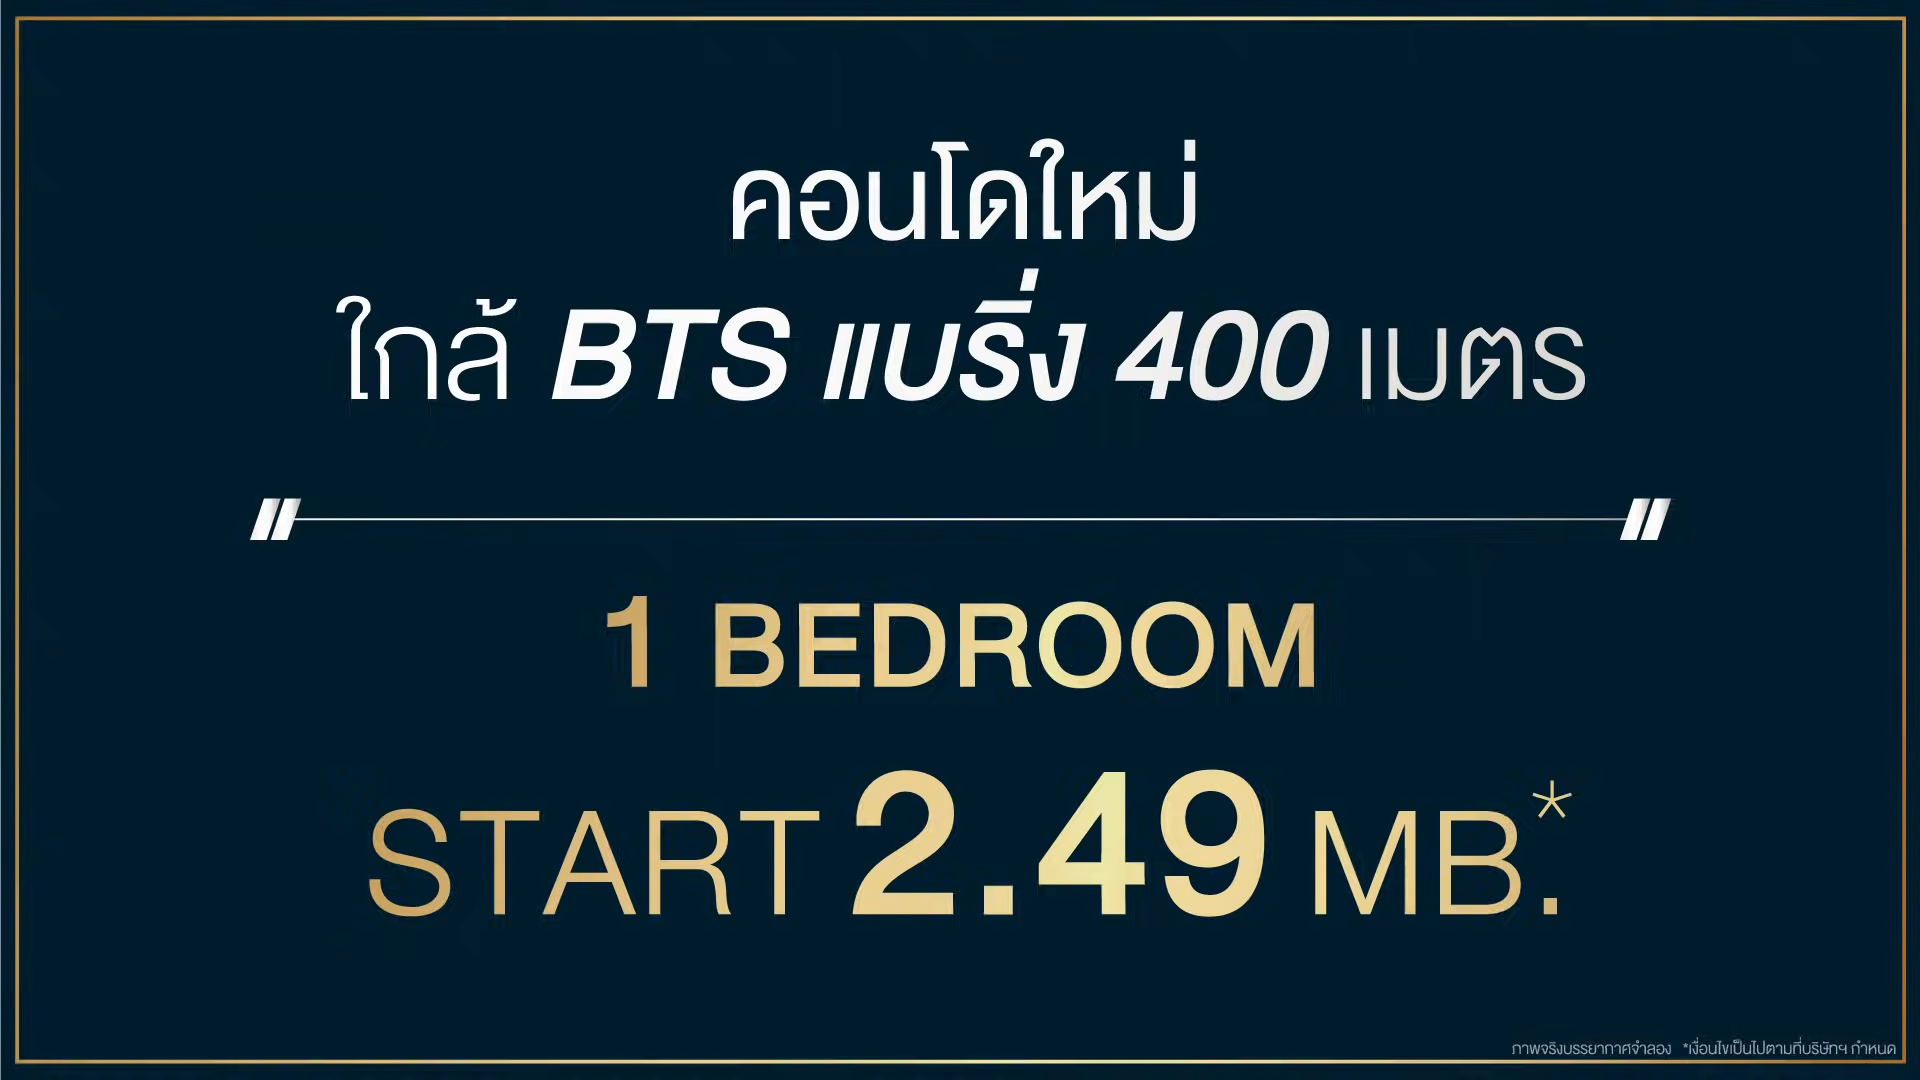 คอนโดใหม่
ใกล้ BTS แบริ่ง 400 เมตร
1 BEDROOM
START 2.49 MB.*
ภาพจริงบรรยากาศจำลอง *เงื่อนไขเป็นไปตามที่บริษัทฯ กำหนด